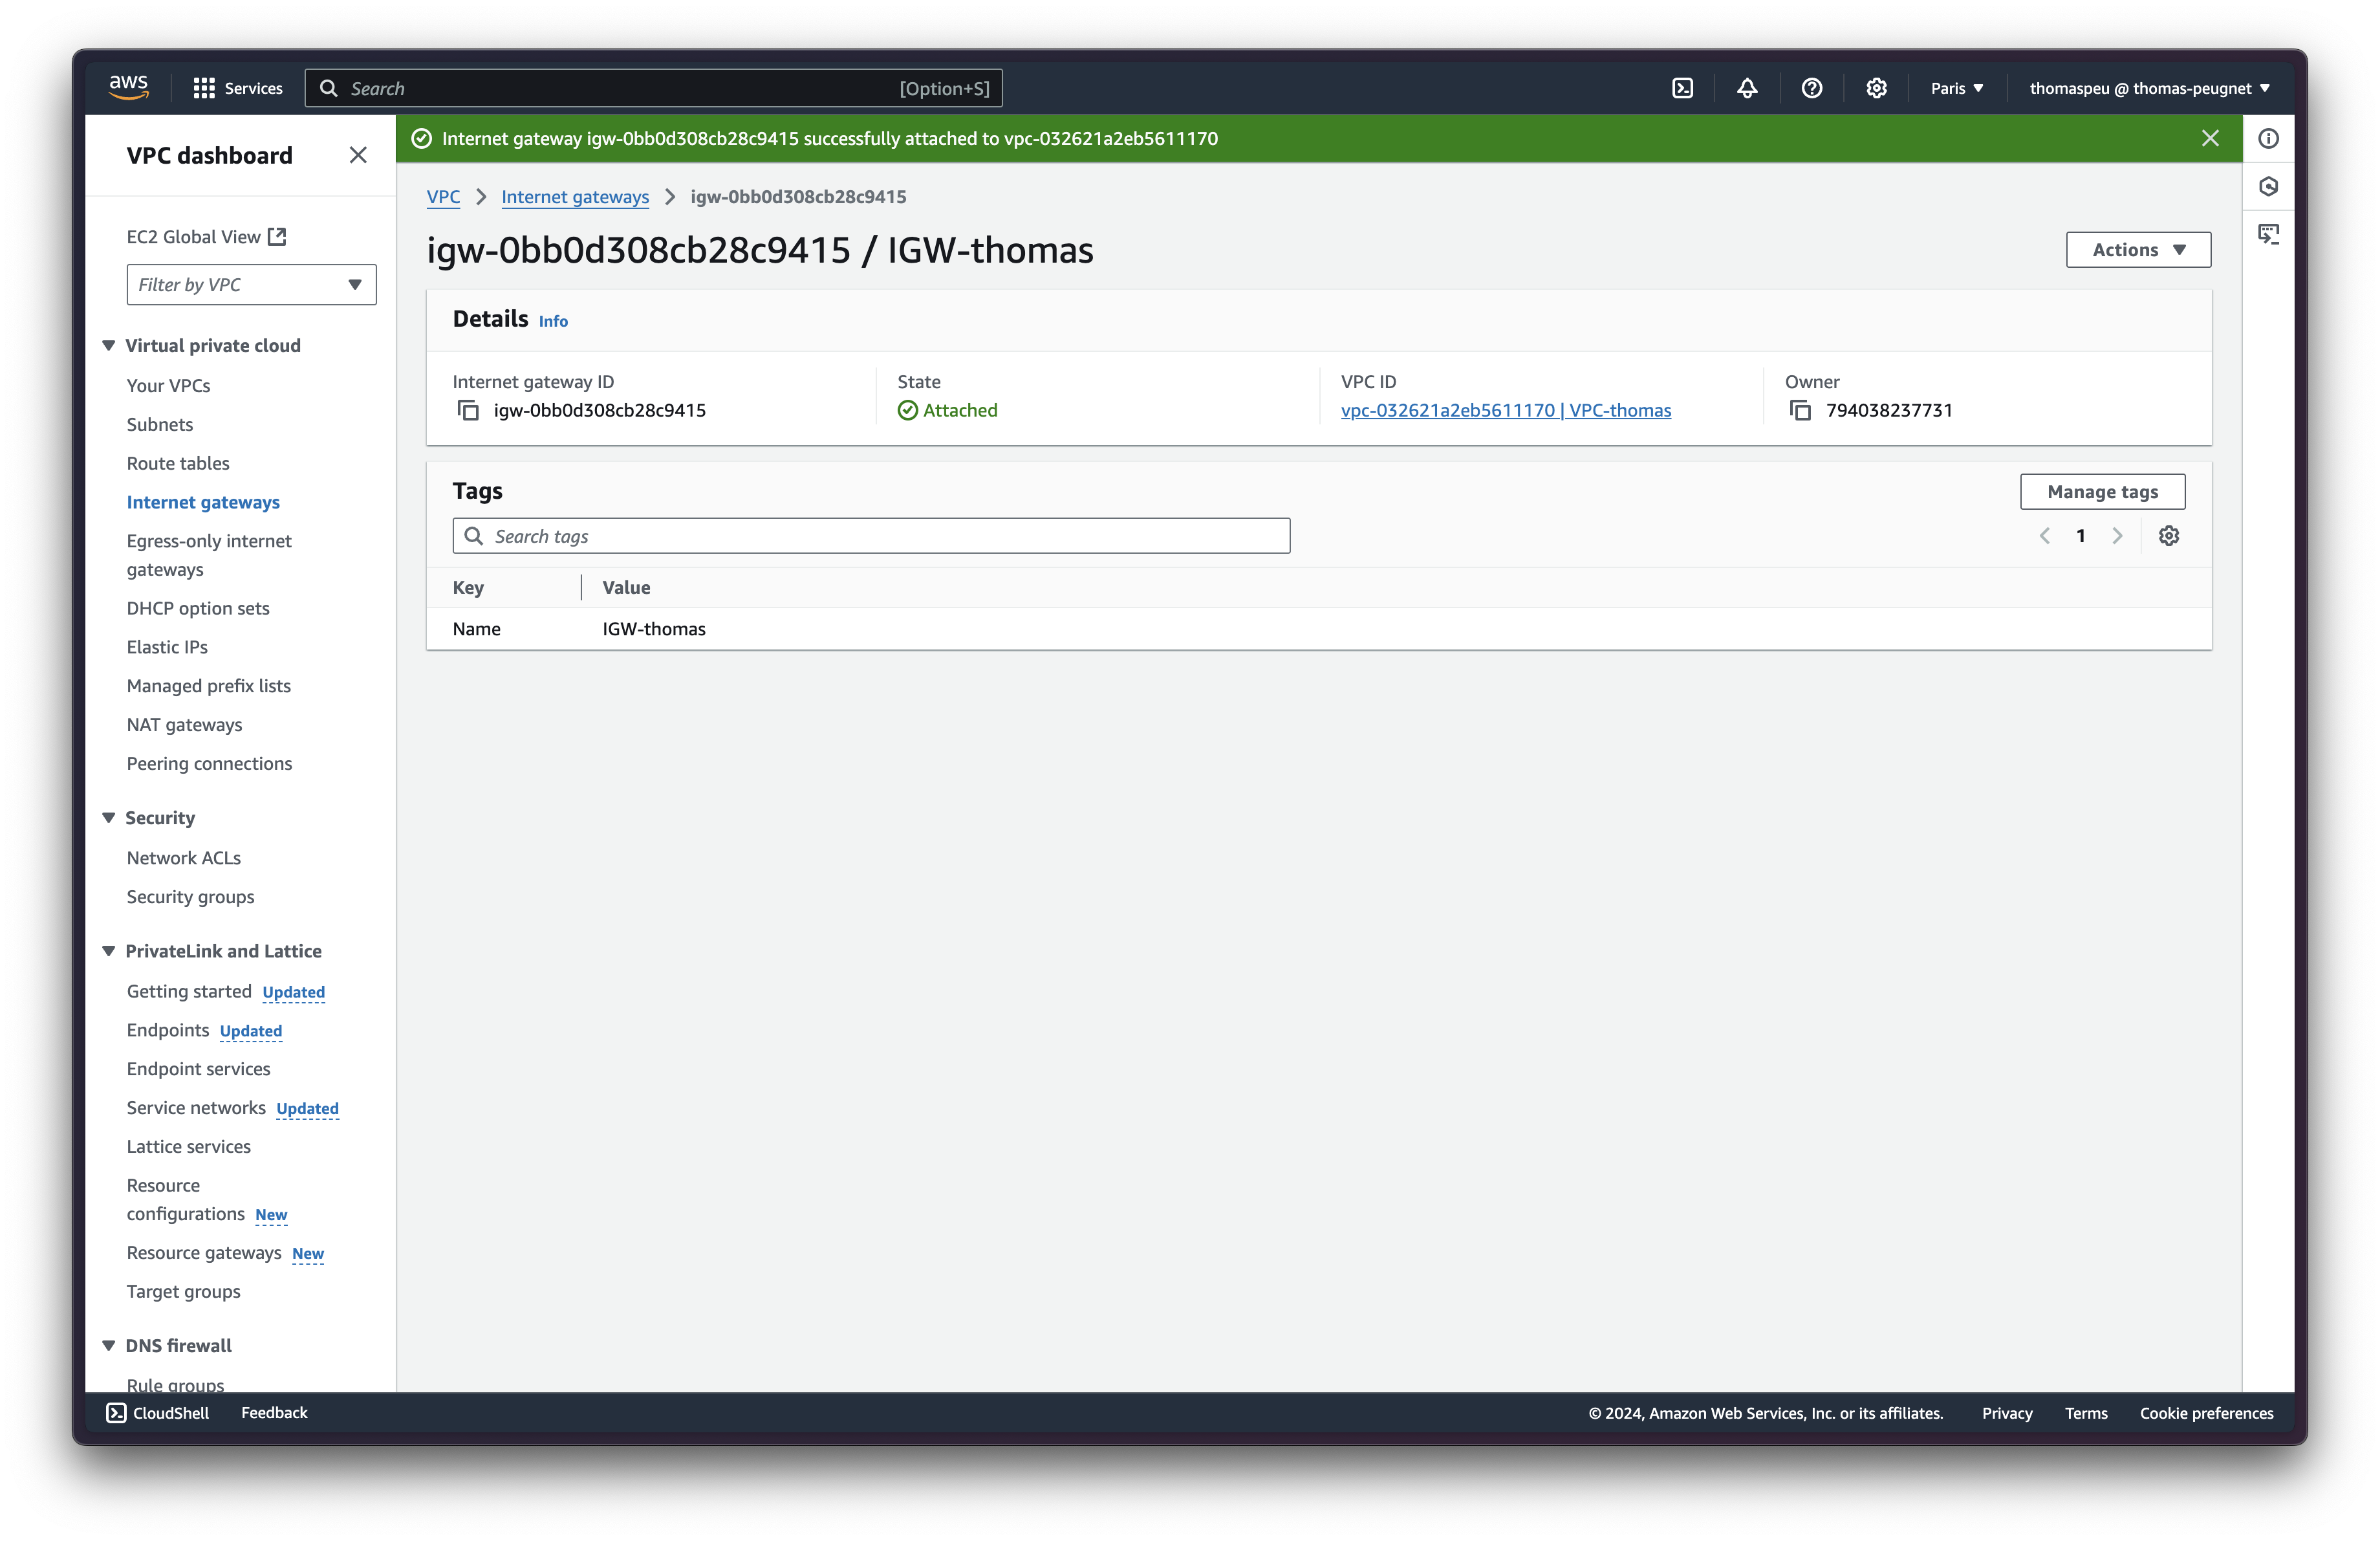 aws
Services
Search
[Option+S]
Paris
thomaspeu @ thomas-peugnet
VPC dashboard
EC2 Global View
Filter by VPC
Virtual private cloud
Your VPCs
Subnets
Route tables
Internet gateways
Egress-only internet
gateways
DHCP option sets
Elastic IPs
Managed prefix lists
NAT gateways
Peering connections
Security
Network ACLs
Security groups
PrivateLink and Lattice
Getting started Updated
Endpoints Updated
Endpoint services
Service networks Updated
Lattice services
Resource
configurations New
Resource gateways New
Target groups
DNS firewall
Rule groups
Internet gateway igw-0bb0d308cb28c9415 successfully attached to vpc-032621a2eb5611170
VPC
Internet gateways
igw-0bb0d308cb28c9415
igw-0bb0d308cb28c9415 / IGW-thomas
Actions
Details Info
Internet gateway ID
igw-0bb0d308cb28c9415
State
Attached
VPC ID
vpc-032621a2eb5611170 | VPC-thomas
Owner
794038237731
Tags
Manage tags
Search tags
1
Key
Value
Name
IGW-thomas
CloudShell
Feedback
© 2024, Amazon Web Services, Inc. or its affiliates.
Privacy
Terms
Cookie preferences